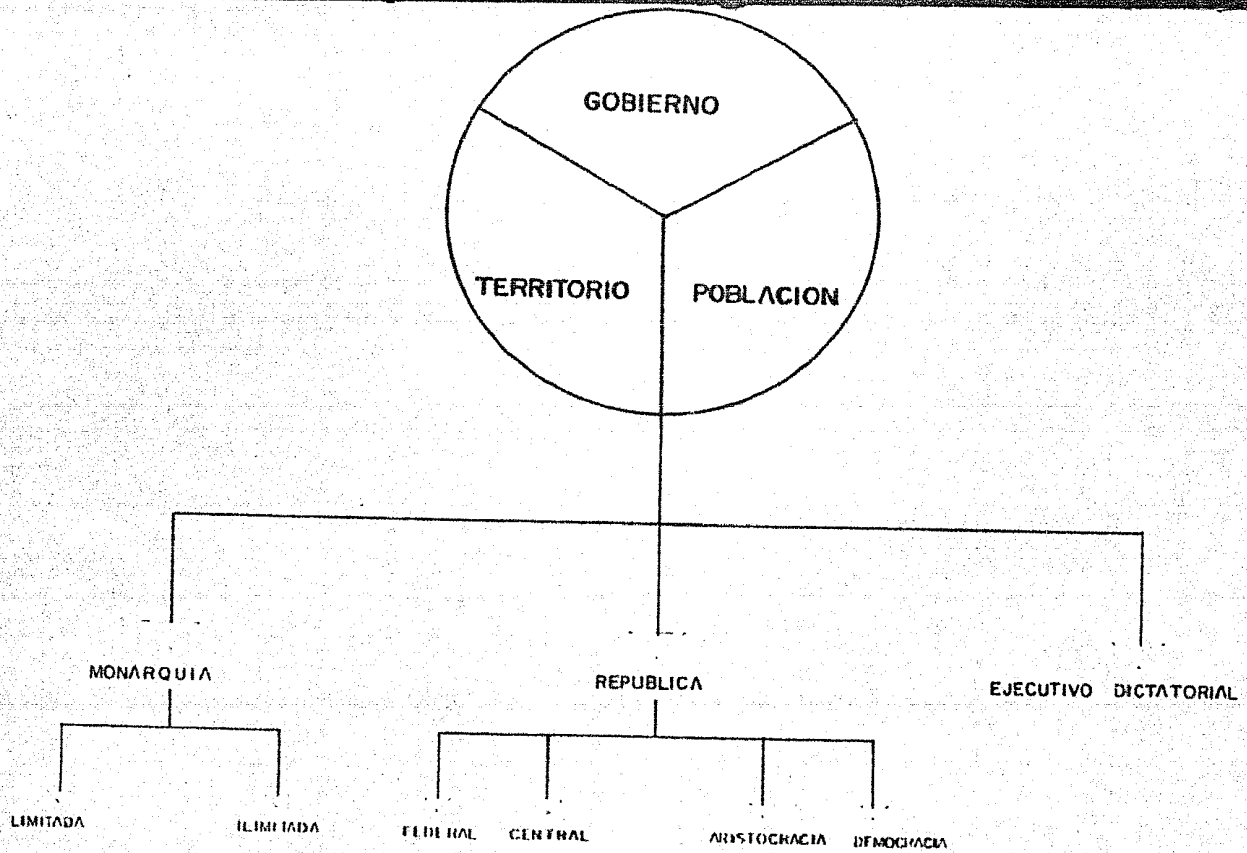 GOBIERNO
TERRITORIO
POBLACION
MONARQUIA
REPUBLICA
EJECUTIVO DICTATORIAL
LIMITADA
ILIMITADA
FEDERAL
CENTRAL
ARISTOCRACIA
DEMOCRACIA